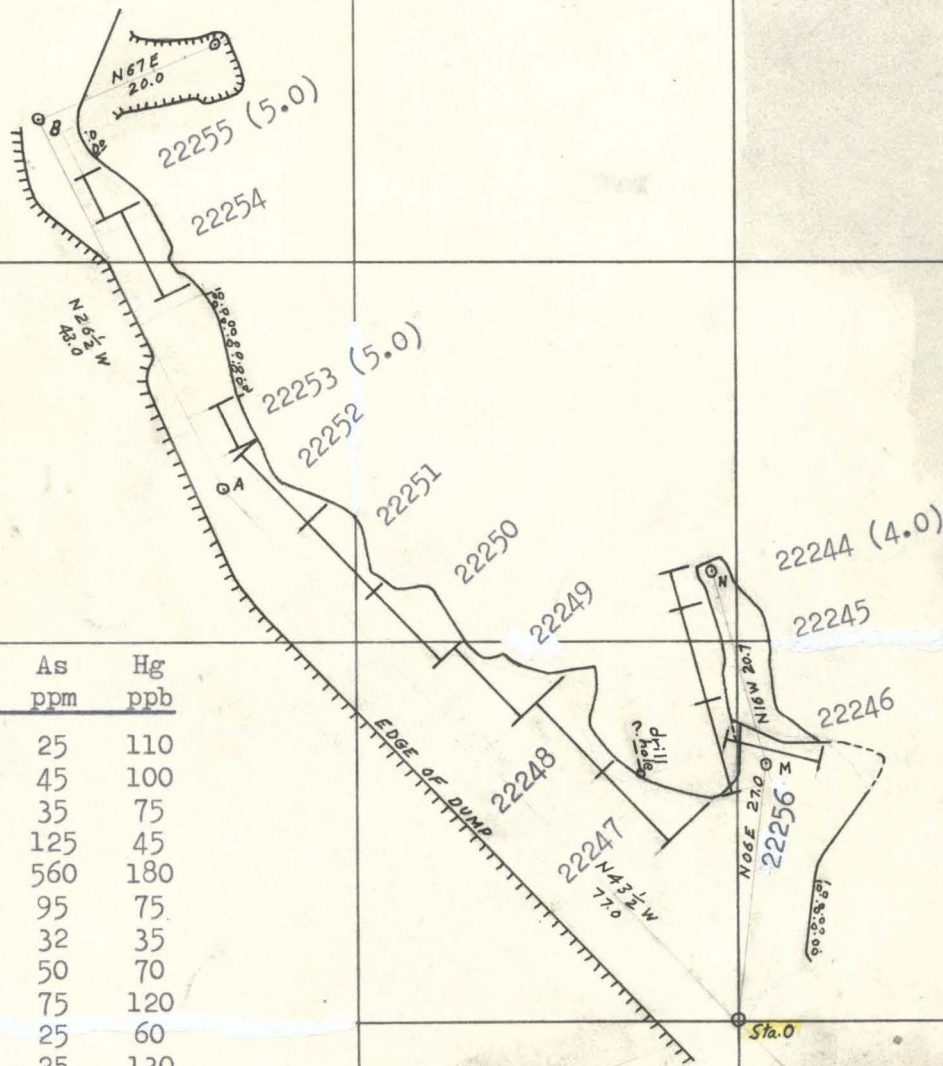 N67E
20.0
B
22255 (5.0)
22254
N26½W
43.0
22253 (5.0)
22252
A
22251
22250
22249
22244 (4.0)
N
22245
N16W 20.7
22246
drill
hole
?
M
N06E 27.0
22256
22248
22247
EDGE OF DUMP
N43½W
77.0
Sta.0
As Hg
ppm ppb
25 110
45 100
35 75
125 45
560 180
95 75
32 35
50 70
75 120
25 60